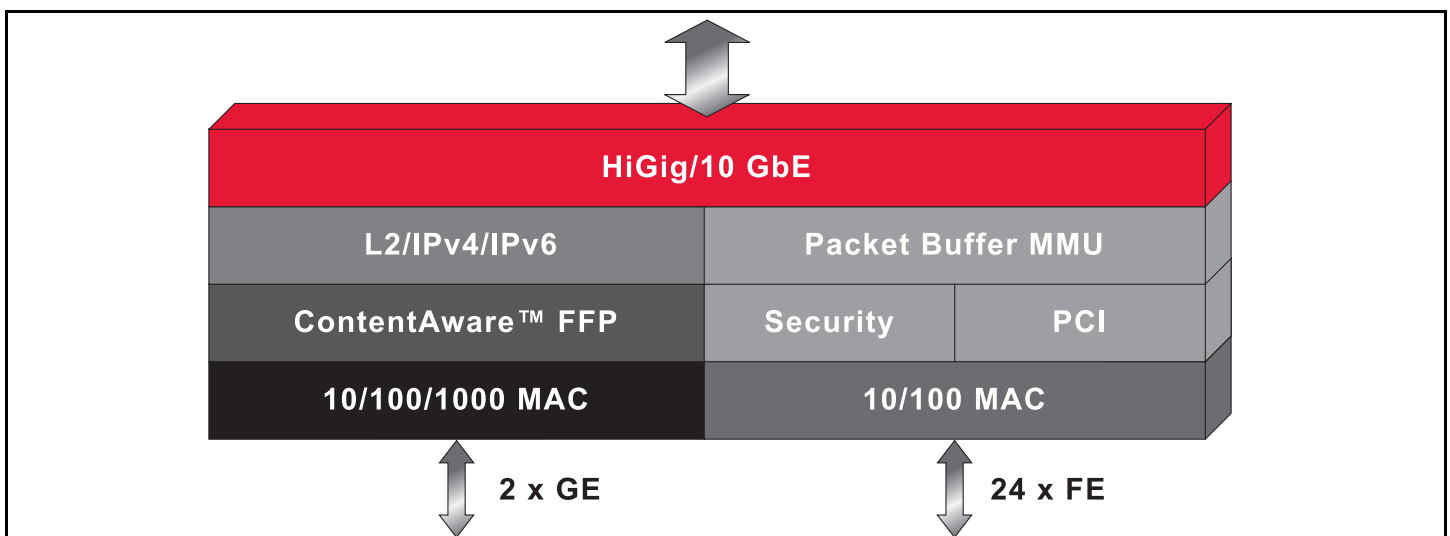 HiGig/10 GbE
L2/IPv4/IPv6
Packet Buffer MMU
ContentAware™ FFP
Security
PCI
10/100/1000 MAC
10/100 MAC
2 x GE
24 x FE